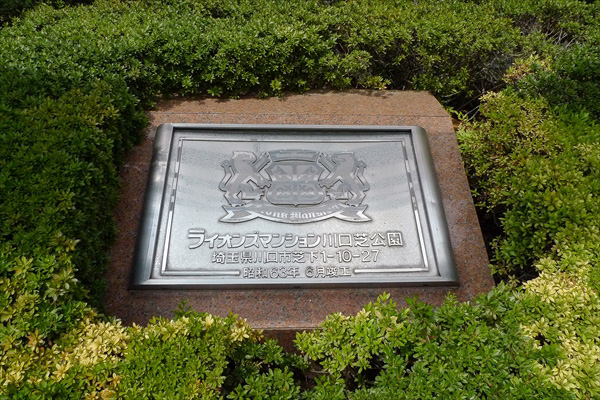 Lions Mansion
ライオンズマンション川口芝公園
埼玉県川口市芝下1-10-27
昭和63年 6月竣工